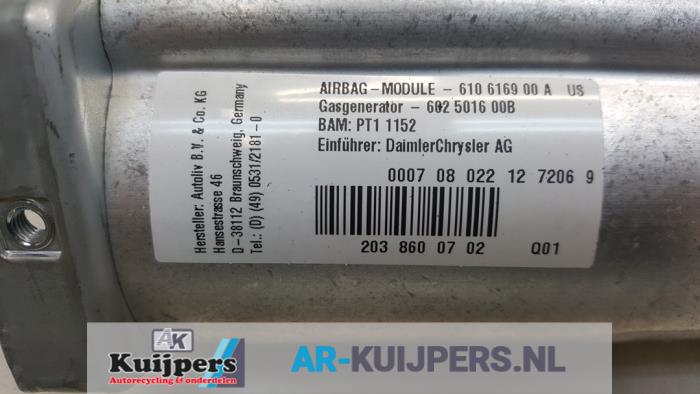 AIRBAG-MODULE - 610 6169 00 A US
Gasgenerator - 602 5016 00B
BAM: PT1 1152
Einführer: DaimlerChrysler AG
0007 08 022 12 7206 9
203 860 07 02 Q01
Hersteller: Autoliv B.V. & Co. KG
Hansestrasse 46
D-38112 Braunschweig, Germany
Tel.: (D) (49) 0531/2181-0
AK
Kuijpers
Autorecycling & onderdelen
AR-KUIJPERS.NL